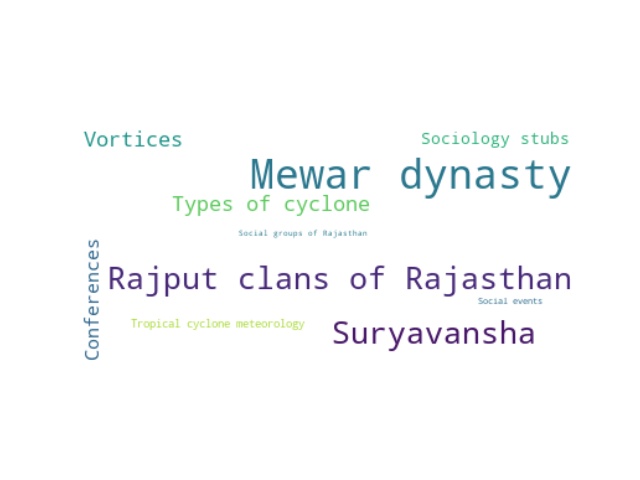 Vortices
Sociology stubs
Mewar dynasty
Types of cyclone
Social groups of Rajasthan
Conferences
Rajput clans of Rajasthan
Social events
Tropical cyclone meteorology
Suryavansha